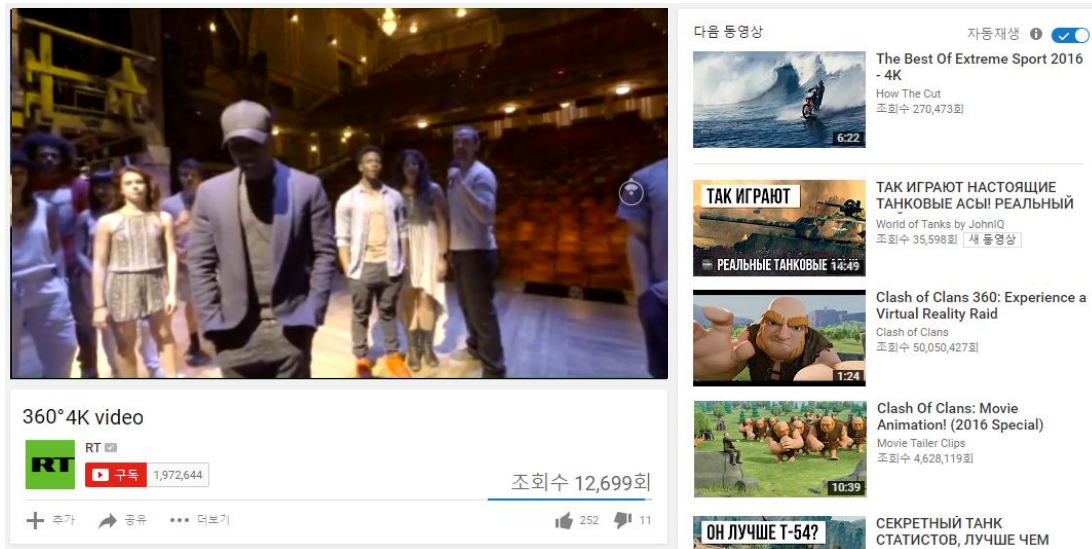 360°4K video
RT
RT
구독 1,972,644
조회수 12,699회
추가 공유 더보기 252 11
다음 동영상
자동재생
6:22
The Best Of Extreme Sport 2016
- 4K
How The Cut
조회수 270,473회
ТАК ИГРАЮТ
РЕАЛЬНЫЕ ТАНКОВЫЕ
14:49
ТАК ИГРАЮТ НАСТОЯЩИЕ
ТАНКОВЫЕ АСЫ! РЕАЛЬНЫЙ
World of Tanks by JohnIQ
조회수 35,598회 새 동영상
1:24
Clash of Clans 360: Experience a
Virtual Reality Raid
Clash of Clans
조회수 50,050,427회
10:39
Clash Of Clans: Movie
Animation! (2016 Special)
Movie Tailer Clips
조회수 4,628,119회
ОН ЛУЧШЕ Т-54?
СЕКРЕТНЫЙ ТАНК
СТАТИСТОВ, ЛУЧШЕ ЧЕМ